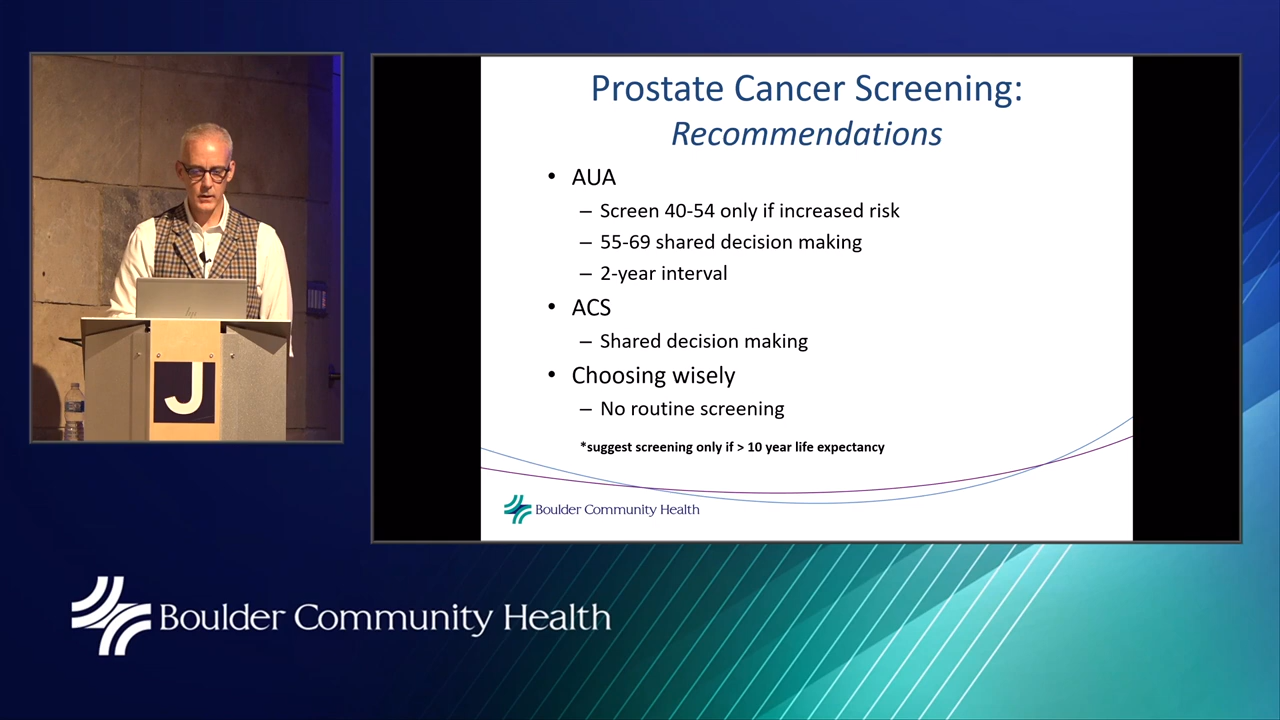 Prostate Cancer Screening:
Recommendations
• AUA
– Screen 40-54 only if increased risk
– 55-69 shared decision making
– 2-year interval
• ACS
– Shared decision making
• Choosing wisely
– No routine screening
*suggest screening only if > 10 year life expectancy
Boulder Community Health
J
hp
Boulder Community Health